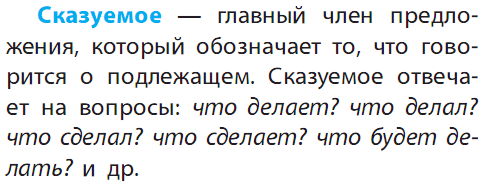 Сказуемое — главный член предло-
жения, который обозначает то, что гово-
рится о подлежащем. Сказуемое отвеча-
ет на вопросы: что делает? что делал?
что сделал? что сделает? что будет де-
лать? и др.